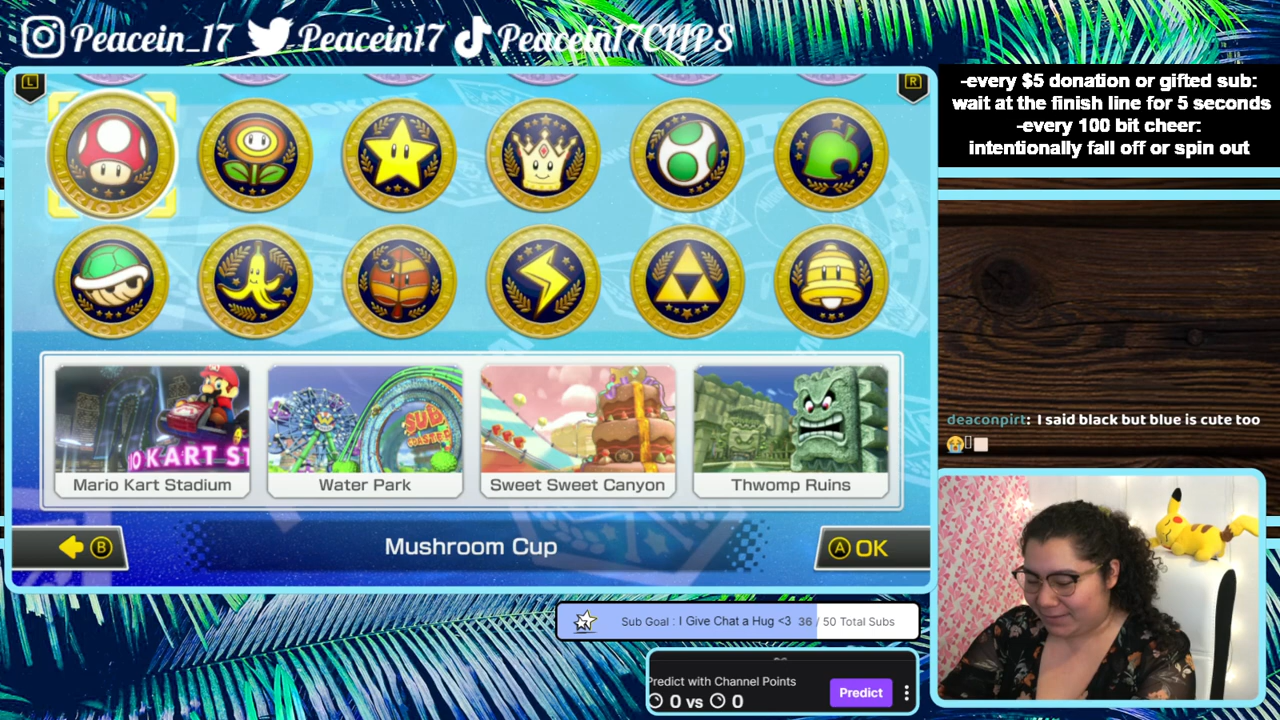 Peacein_17 Peacein17 Peacein17ClIPS
L
R
-every $5 donation or gifted sub:
wait at the finish line for 5 seconds
-every 100 bit cheer:
intentionally fall off or spin out
SUB
COASTER
deaconpirt: I said black but blue is cute too
Mario Kart Stadium
Water Park
Sweet Sweet Canyon
Thwomp Ruins
B
Mushroom Cup
A OK
Sub Goal : I Give Chat a Hug <3 36 / 50 Total Subs
Predict with Channel Points
0 vs 0
Predict